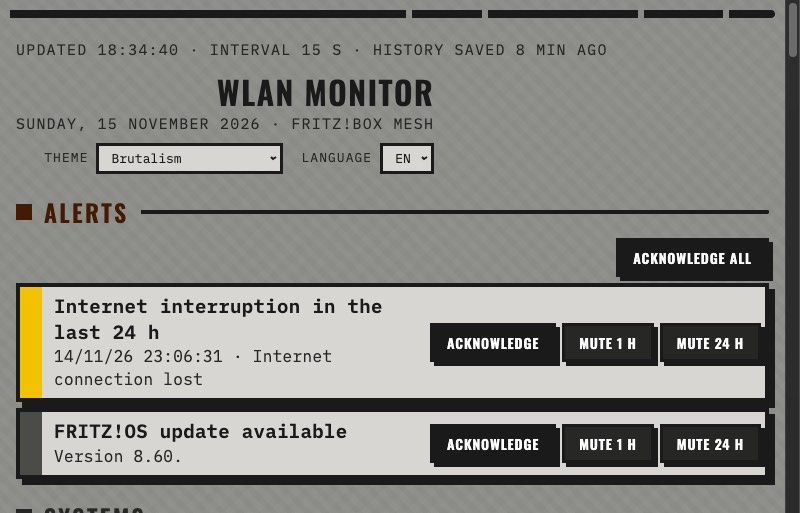 UPDATED 18:34:40 · INTERVAL 15 S · HISTORY SAVED 8 MIN AGO
WLAN MONITOR
SUNDAY, 15 NOVEMBER 2026 · FRITZ!BOX MESH
THEME Brutalism LANGUAGE EN
ALERTS
ACKNOWLEDGE ALL
Internet interruption in the
last 24 h
14/11/26 23:06:31 · Internet
connection lost
ACKNOWLEDGE MUTE 1 H MUTE 24 H
FRITZ!OS update available
Version 8.60.
ACKNOWLEDGE MUTE 1 H MUTE 24 H